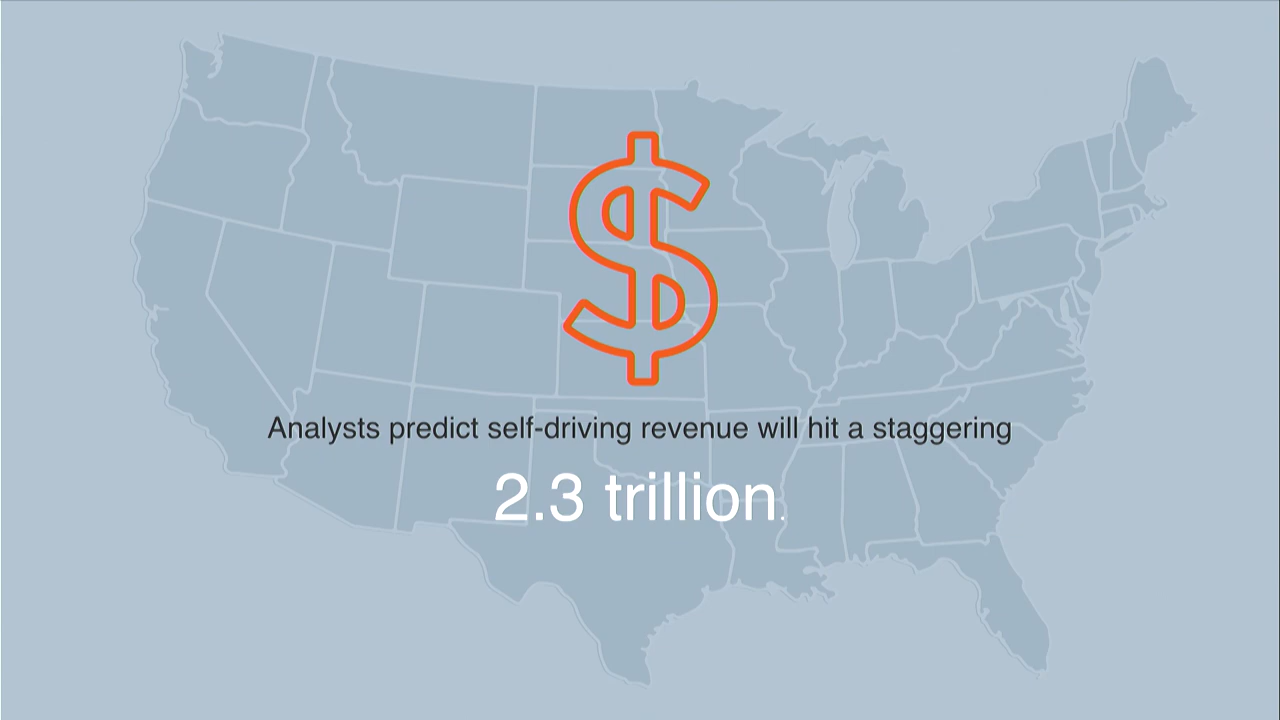 $
Analysts predict self-driving revenue will hit a staggering
2.3 trillion.